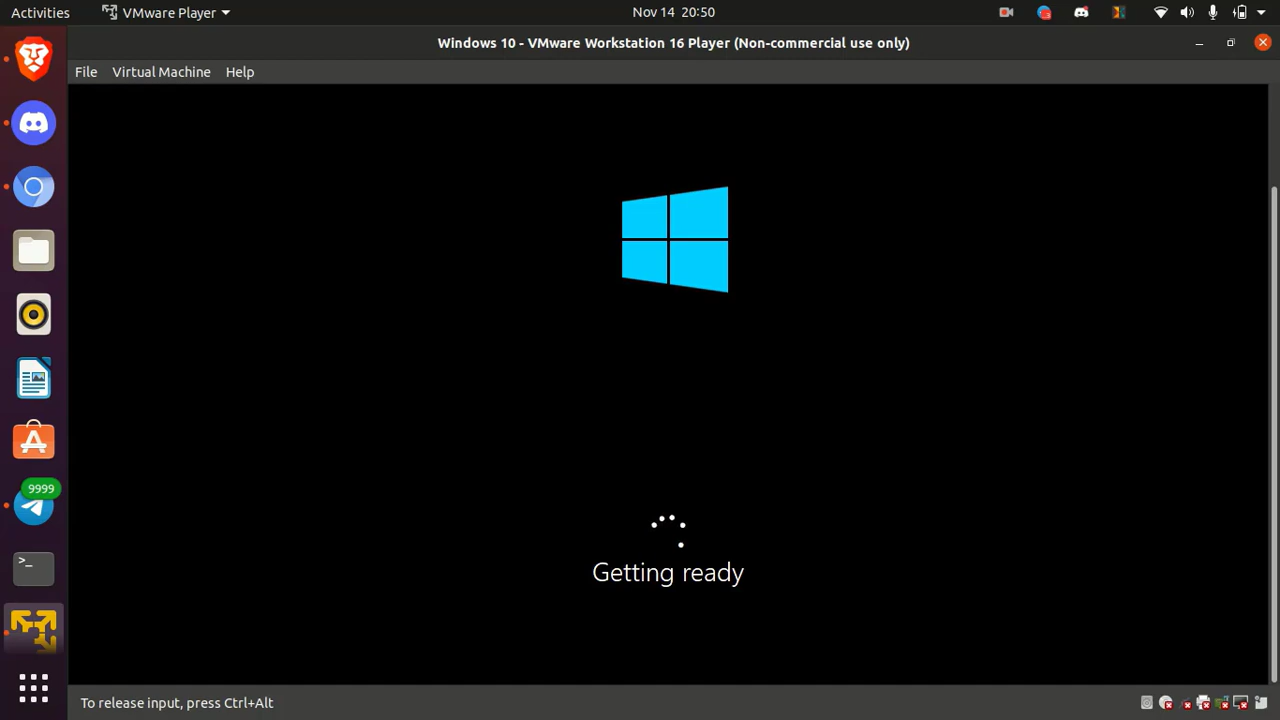 Activities
VMware Player
Nov 14 20:50
Windows 10 - VMware Workstation 16 Player (Non-commercial use only)
File Virtual Machine Help
9999
>_
Getting ready
To release input, press Ctrl+Alt